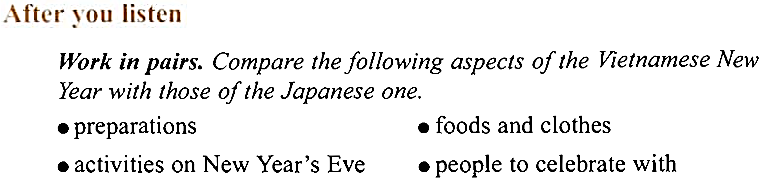 After you listen
Work in pairs. Compare the following aspects of the Vietnamese New
Year with those of the Japanese one.
● preparations ● foods and clothes
● activities on New Year's Eve ● people to celebrate with